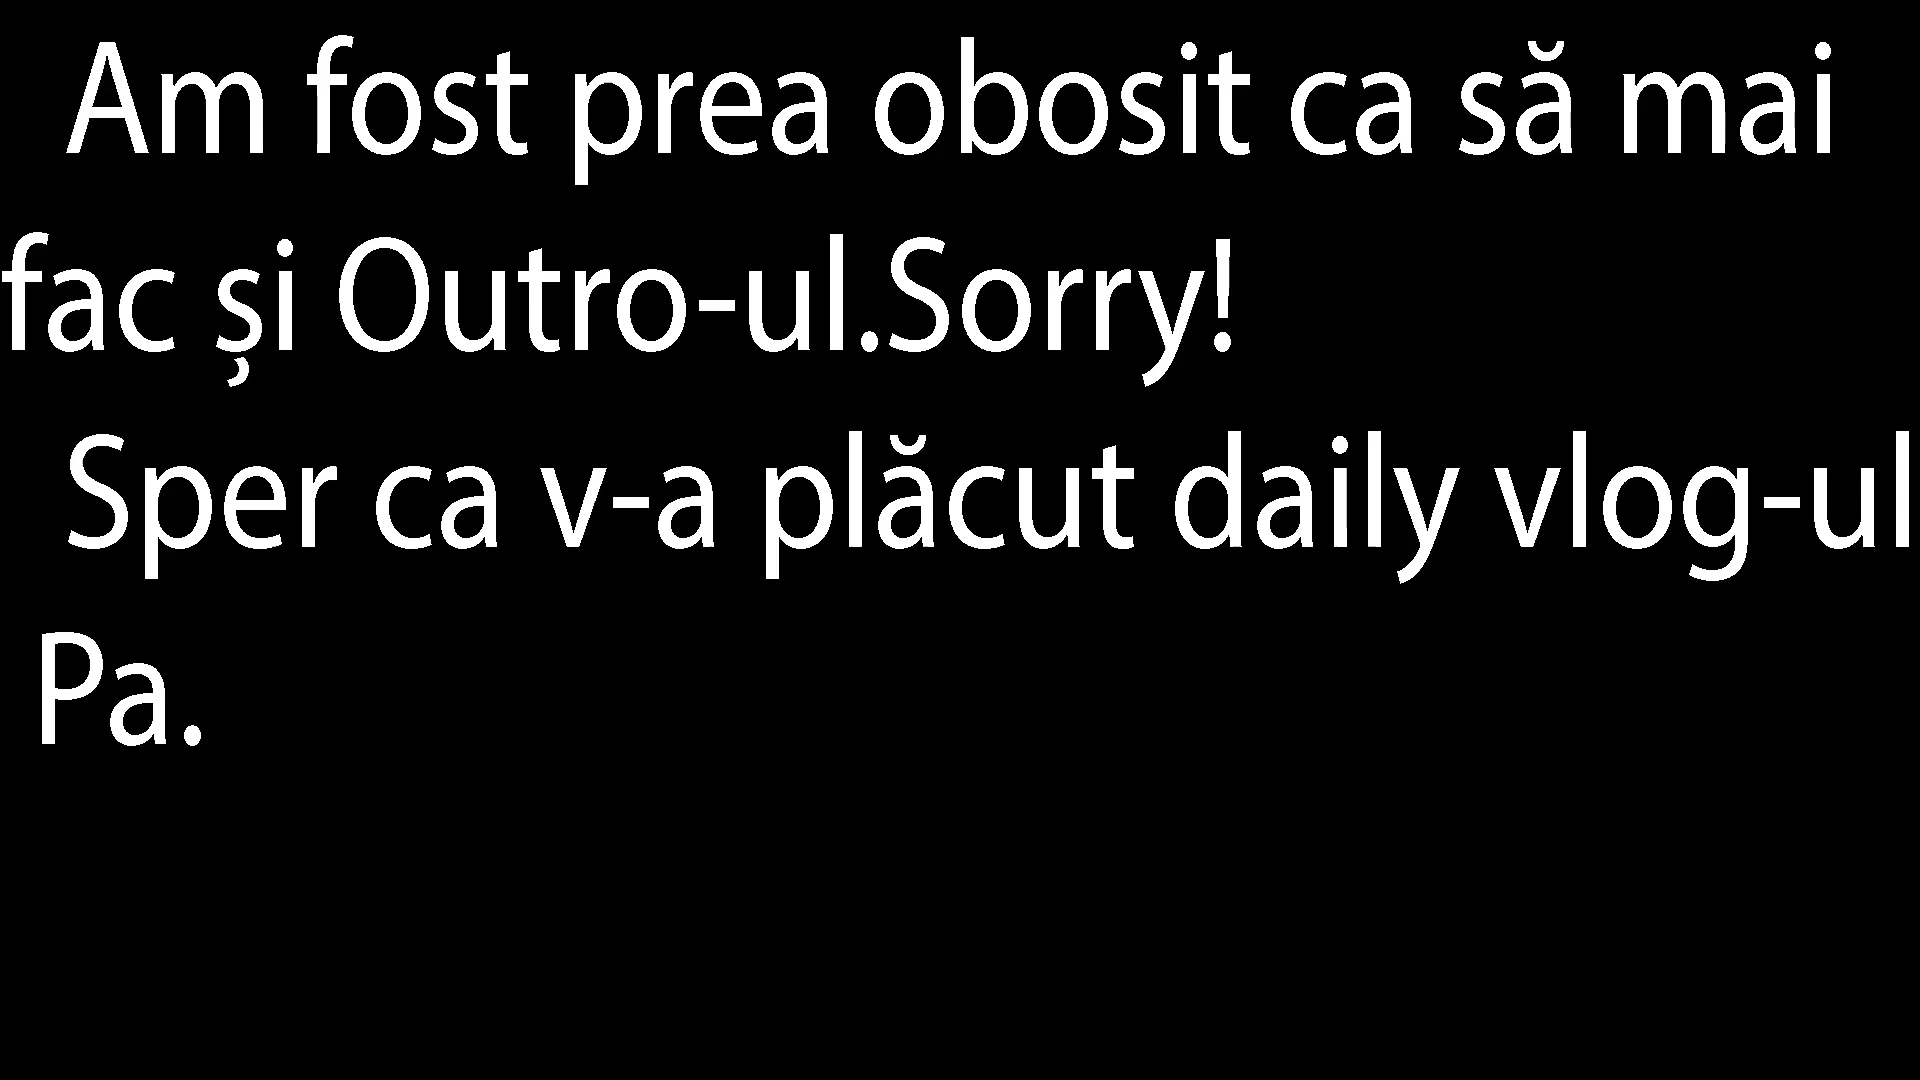 Am fost prea obosit ca să mai
fac și Outro-ul.Sorry!
Sper ca v-a plăcut daily vlog-ul
Pa.